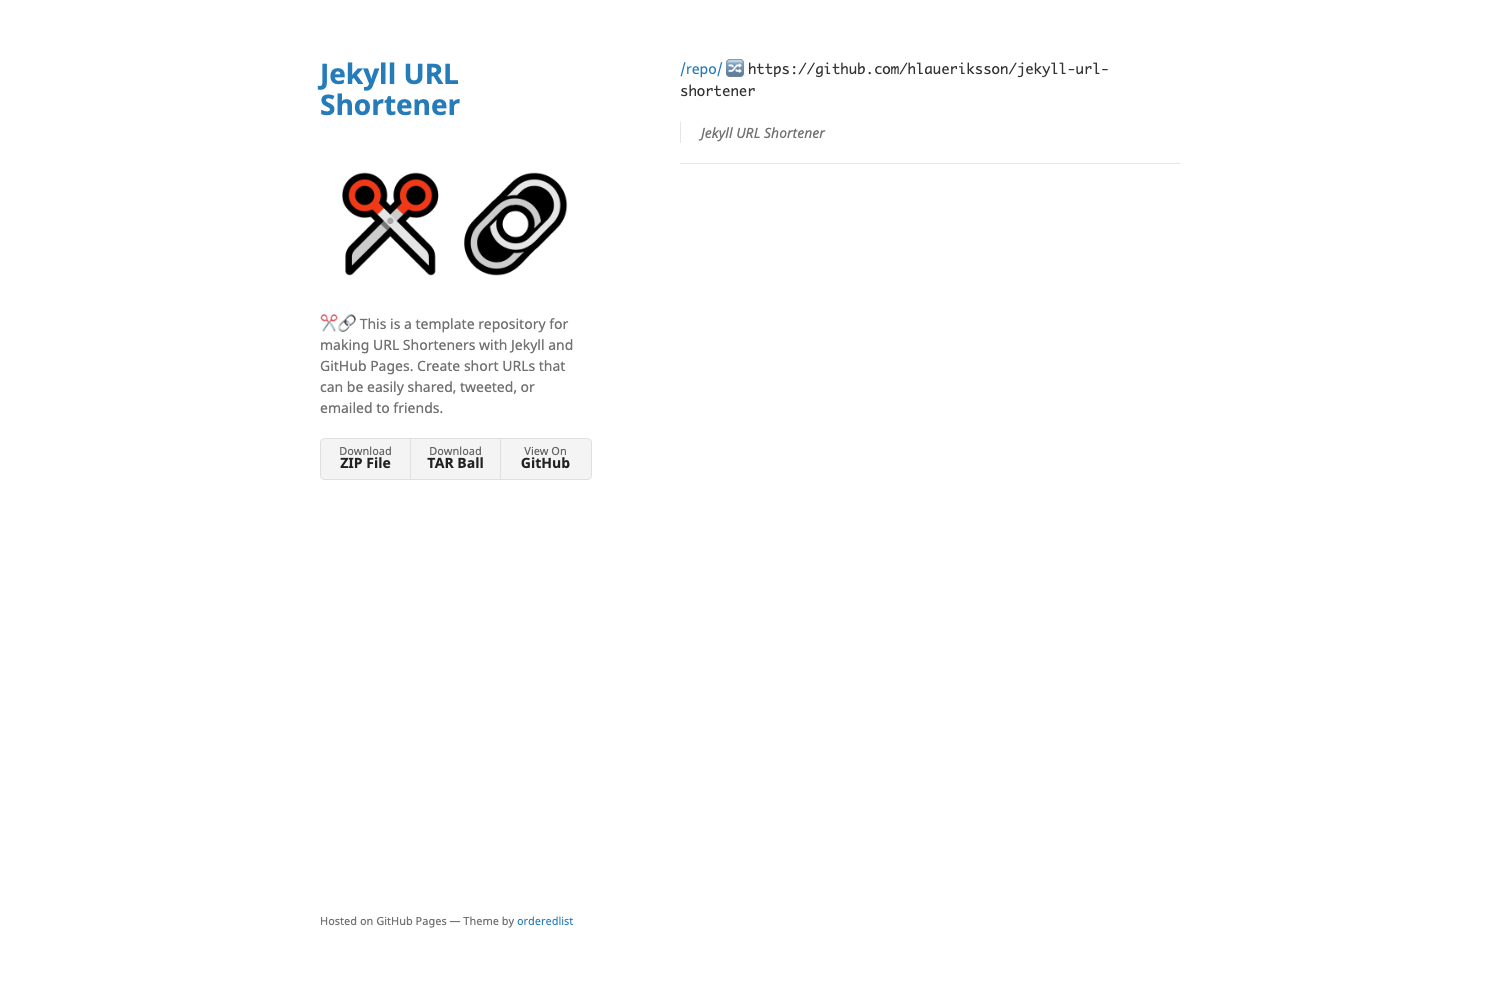 Jekyll URL
Shortener
✂️🔗 This is a template repository for
making URL Shorteners with Jekyll and
GitHub Pages. Create short URLs that
can be easily shared, tweeted, or
emailed to friends.
Download
ZIP File
Download
TAR Ball
View On
GitHub
/repo/ 🔀 https://github.com/hlaueriksson/jekyll-url-
shortener
Jekyll URL Shortener
Hosted on GitHub Pages — Theme by orderedlist